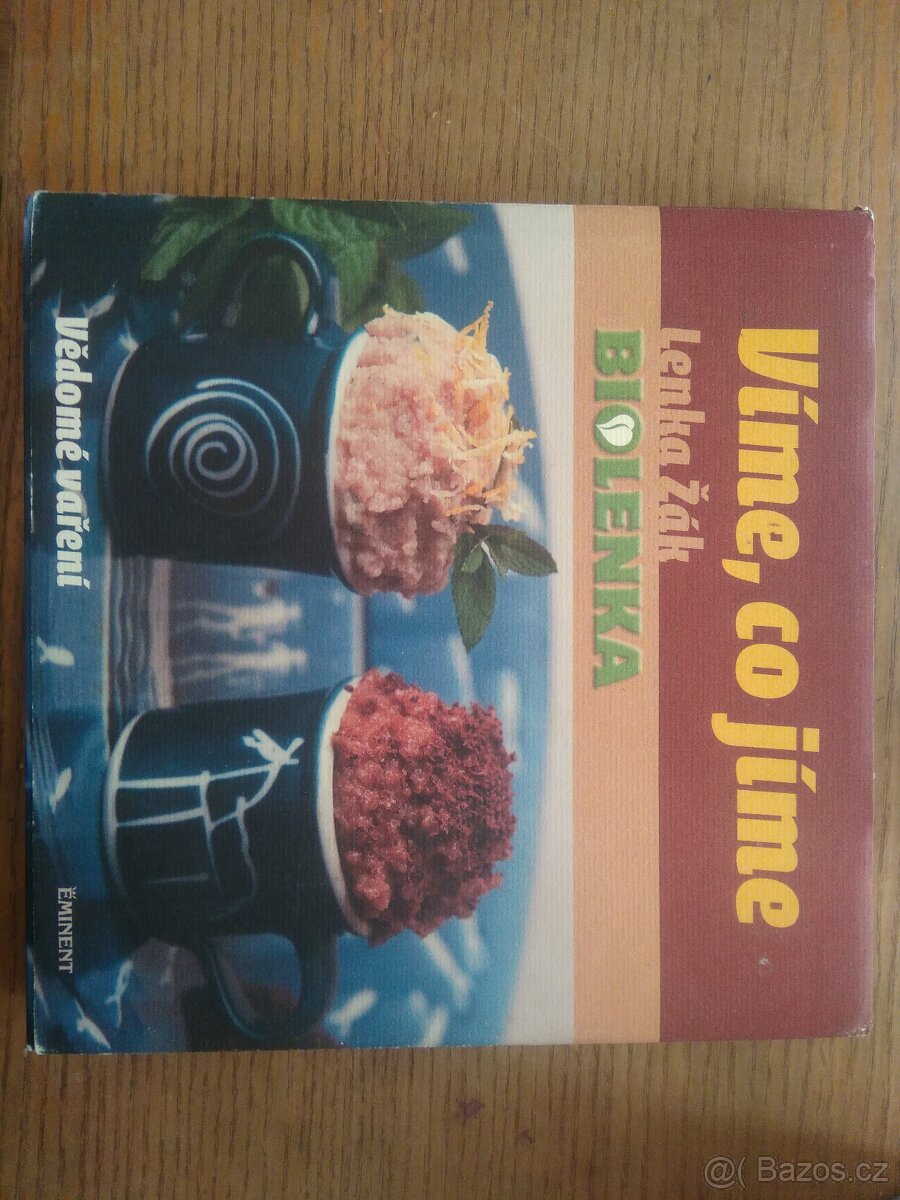 Víme, co jíme
Lenka Žák
BIOLENKA
Vědomé vaření
EMINENT
@( Bazos.cz